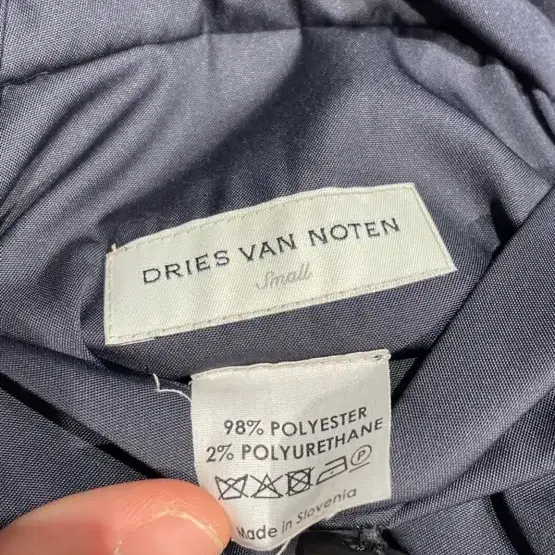 DRIES VAN NOTEN
Small
98% POLYESTER
2% POLYURETHANE
P
Made in Slovenia